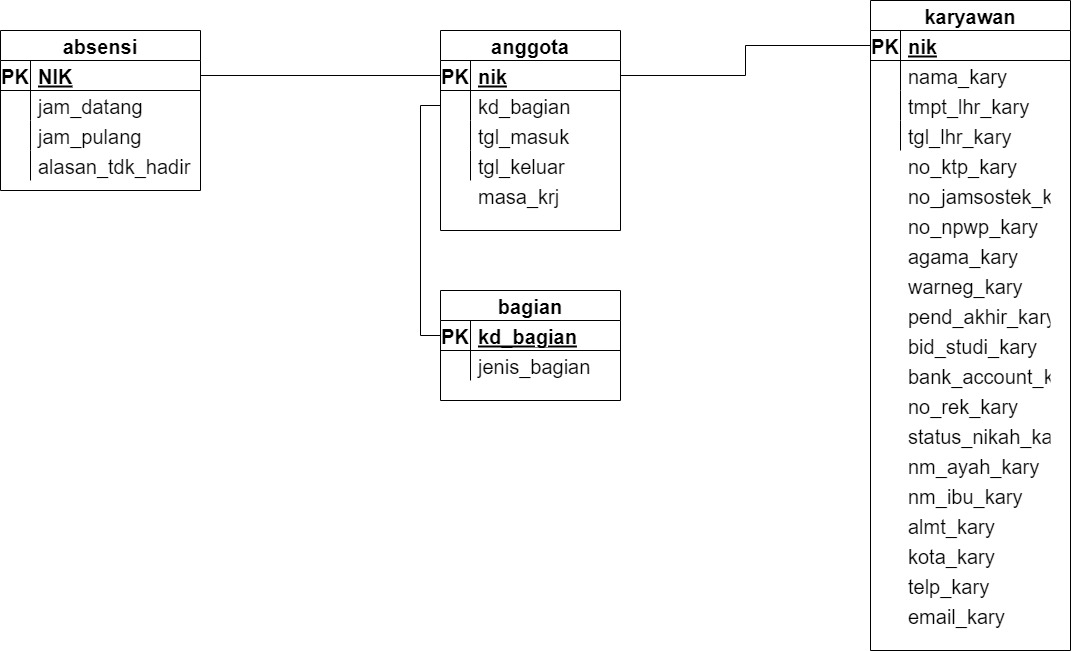 absensi
PK NIK
jam_datang
jam_pulang
alasan_tdk_hadir
anggota
PK nik
kd_bagian
tgl_masuk
tgl_keluar
masa_krj
bagian
PK kd_bagian
jenis_bagian
karyawan
PK nik
nama_kary
tmpt_lhr_kary
tgl_lhr_kary
no_ktp_kary
no_jamsostek_k
no_npwp_kary
agama_kary
warneg_kary
pend_akhir_kary
bid_studi_kary
bank_account_k
no_rek_kary
status_nikah_ka
nm_ayah_kary
nm_ibu_kary
almt_kary
kota_kary
telp_kary
email_kary